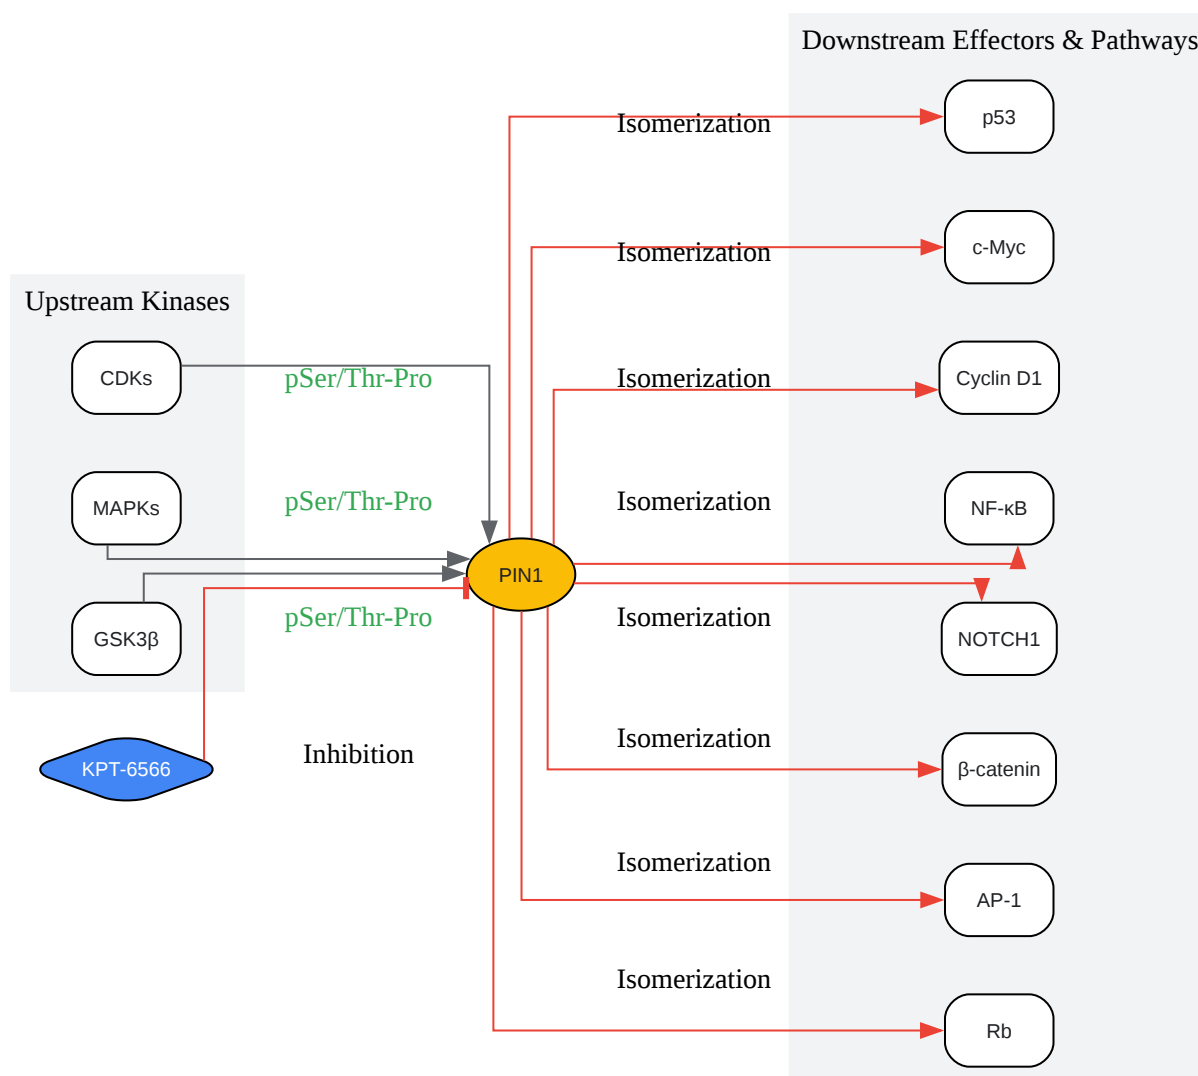 Downstream Effectors & Pathways
p53
Isomerization
c-Myc
Isomerization
Upstream Kinases
CDKs
pSer/Thr-Pro
Isomerization
Cyclin D1
MAPKs
pSer/Thr-Pro
Isomerization
NF-κB
PIN1
GSK3β
pSer/Thr-Pro
Isomerization
NOTCH1
KPT-6566
Inhibition
Isomerization
β-catenin
Isomerization
AP-1
Isomerization
Rb